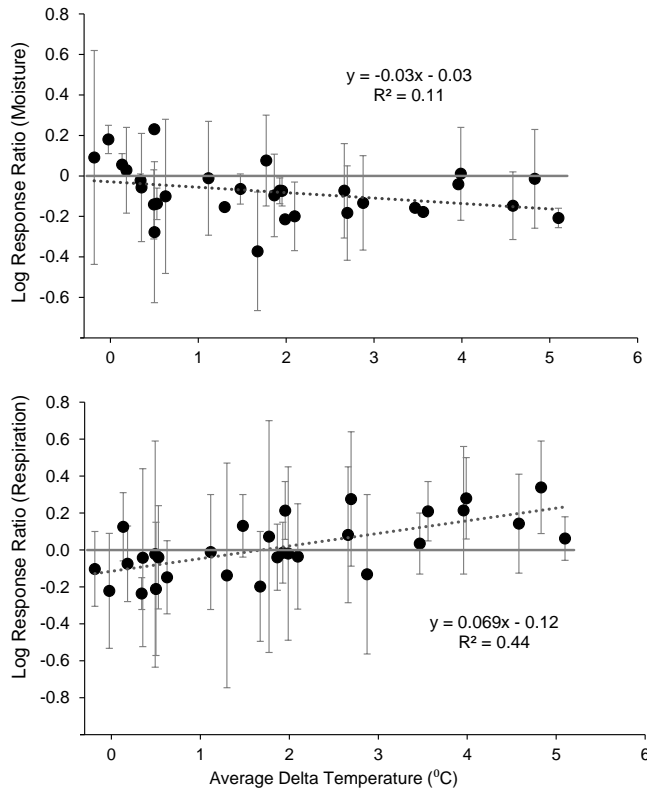 Log Response Ratio (Moisture)
0.8
0.6
0.4
0.2
0
-0.2
-0.4
-0.6
y = -0.03x - 0.03
R² = 0.11
0 1 2 3 4 5 6
Log Response Ratio (Respiration)
0.8
0.6
0.4
0.2
0.0
-0.2
-0.4
-0.6
-0.8
y = 0.069x - 0.12
R² = 0.44
0 1 2 3 4 5 6
Average Delta Temperature (⁰C)